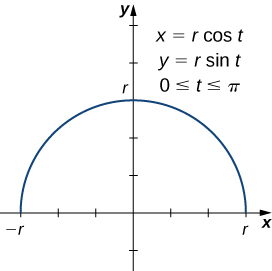 y
x = r cos t
y = r sin t
0 ≤ t ≤ π
r
−r
r
x